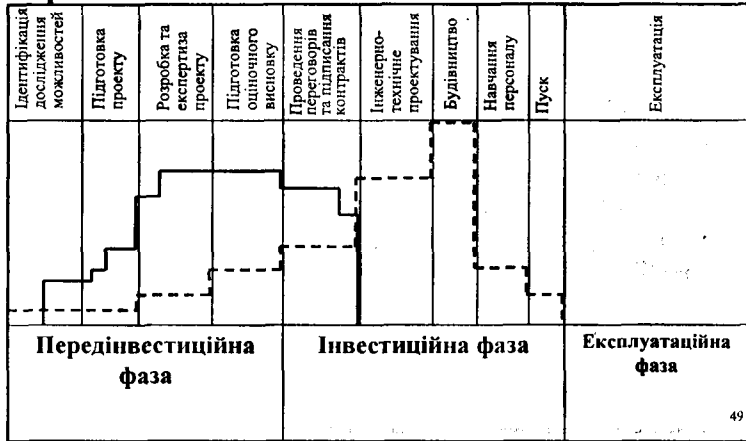 Ідентифікація
дослідження
можливостей
Підготовка
проекту
Розробка та
експертиза
проекту
Підготовка
оціночного
висновку
Проведення
переговорів
та підписання
контрактів
Інженерно-
технічне
проектування
Будівництво
Навчання
персоналу
Пуск
Експлуатація
Передінвестиційна
фаза
Інвестиційна фаза
Експлуатаційна
фаза
49